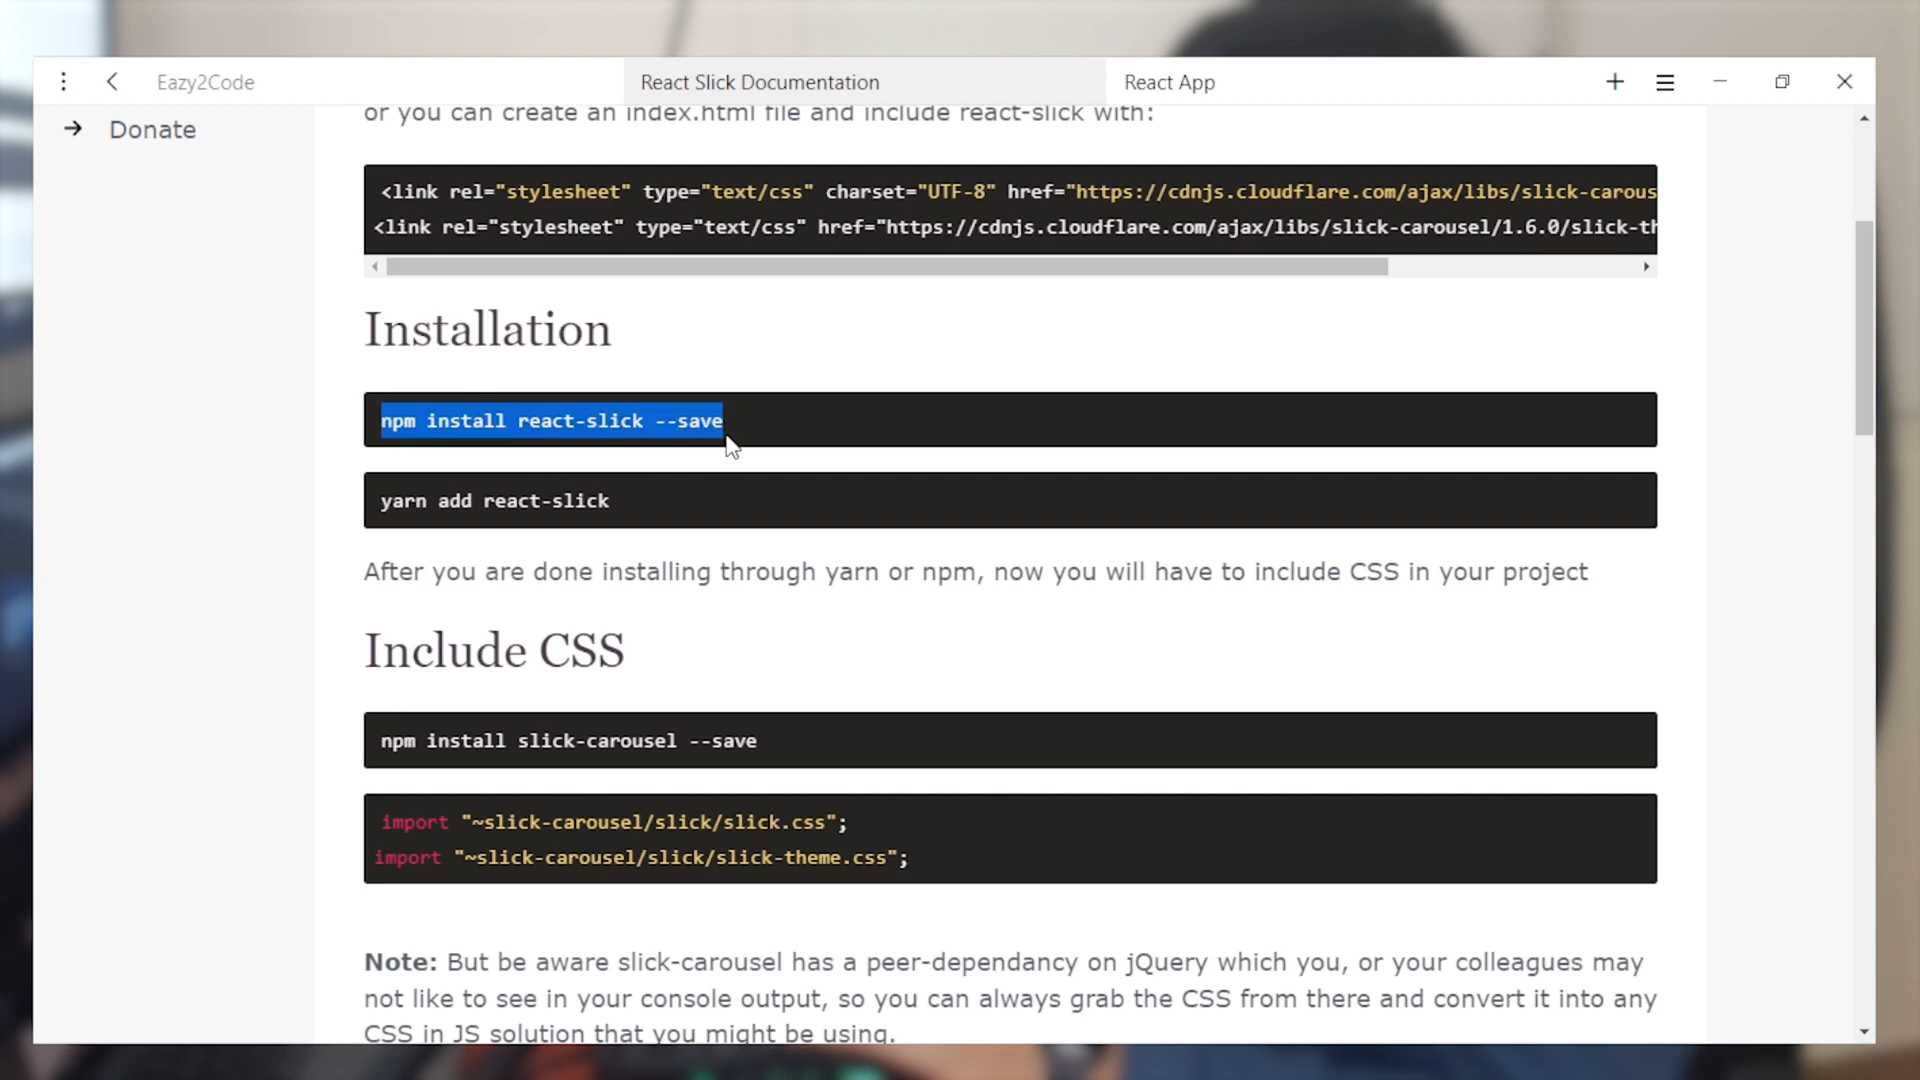 Eazy2Code
React Slick Documentation
React App
Donate
or you can create an index.html file and include react-slick with:
<link rel="stylesheet" type="text/css" charset="UTF-8" href="https://cdnjs.cloudflare.com/ajax/libs/slick-carous
<link rel="stylesheet" type="text/css" href="https://cdnjs.cloudflare.com/ajax/libs/slick-carousel/1.6.0/slick-th
Installation
npm install react-slick --save
yarn add react-slick
After you are done installing through yarn or npm, now you will have to include CSS in your project
Include CSS
npm install slick-carousel --save
import "~slick-carousel/slick/slick.css";
import "~slick-carousel/slick/slick-theme.css";
Note: But be aware slick-carousel has a peer-dependancy on jQuery which you, or your colleagues may
not like to see in your console output, so you can always grab the CSS from there and convert it into any
CSS in JS solution that you might be using.